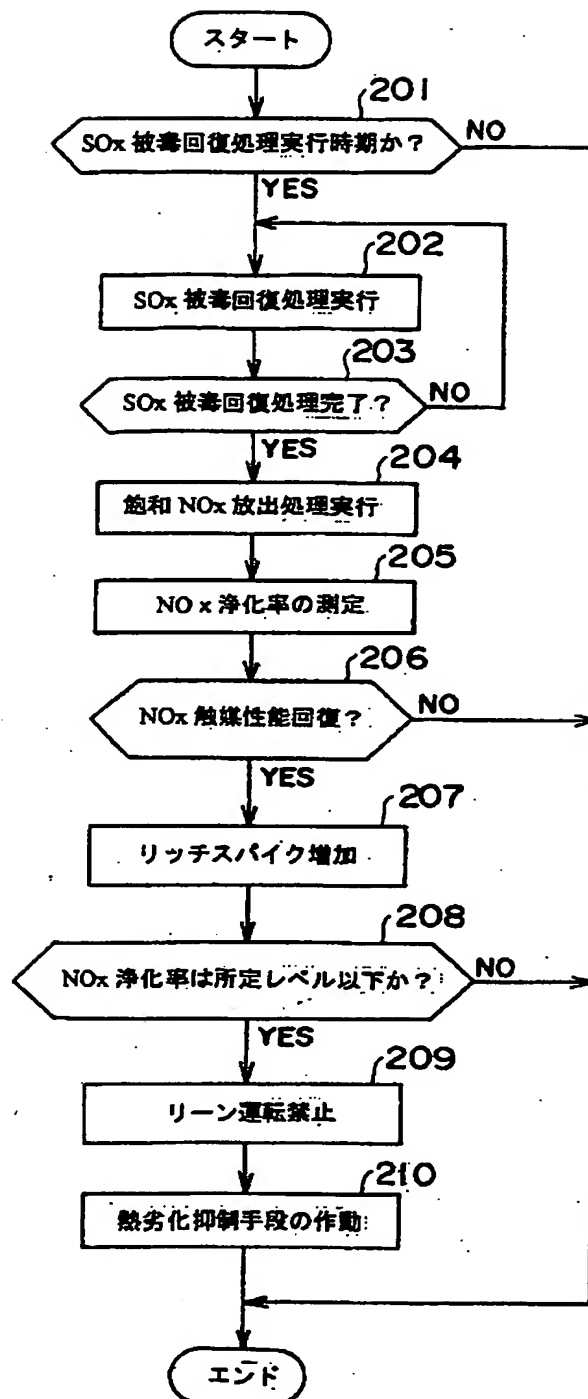 スタート
201
SOx 被毒回復処理実行時期か？
NO
YES
202
SOx 被毒回復処理実行
203
SOx 被毒回復処理完了？
NO
YES
204
飽和 NOx 放出処理実行
205
NOx 浄化率の測定
206
NOx 触媒性能回復？
NO
YES
207
リッチスパイク増加
208
NOx 浄化率は所定レベル以下か？
NO
YES
209
リーン運転禁止
210
熱劣化抑制手段の作動
エンド